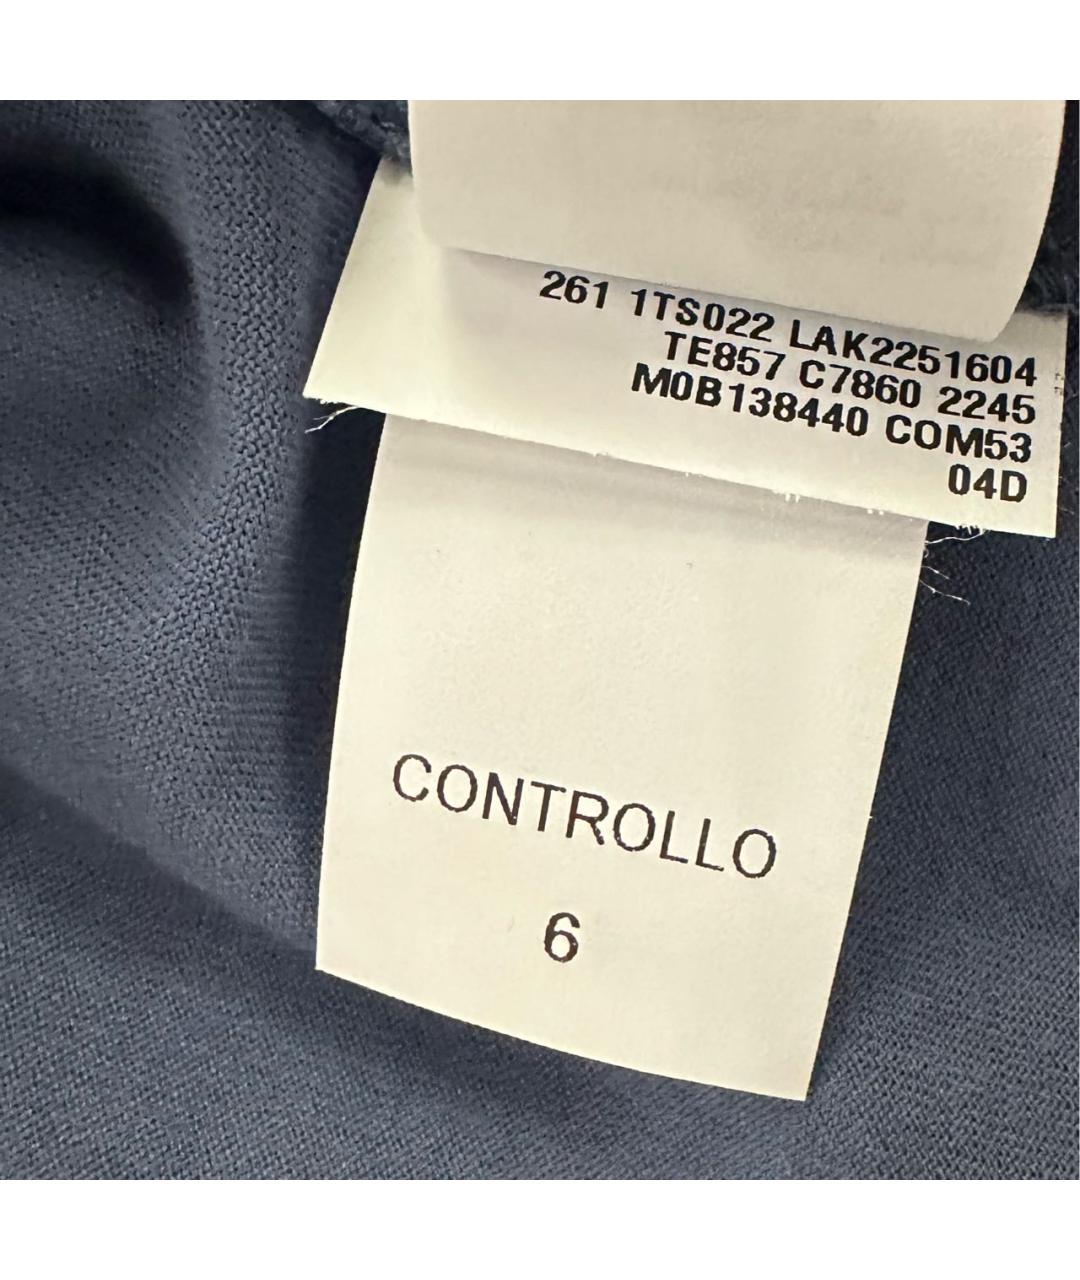 261 1TS022 LAK2251604
TE857 C7860 2245
M0B138440 COM53
04D
CONTROLLO
6